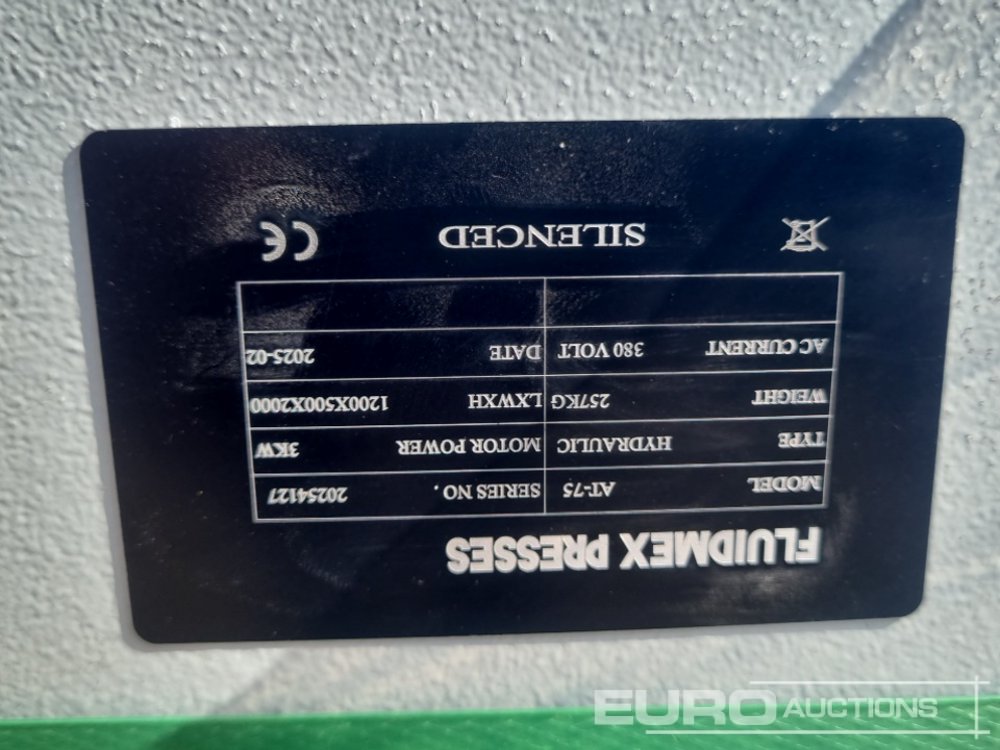 FLUIDMEX PRESSES
MODEL AT-75 SERIES NO. 20254127
TYPE HYDRAULIC MOTOR POWER 3KW
WEIGHT 257KG LXWXH 1200X500X2000
AC CURRENT 380 VOLT DATE 2025-02
SILENCED CE
EURO AUCTIONS